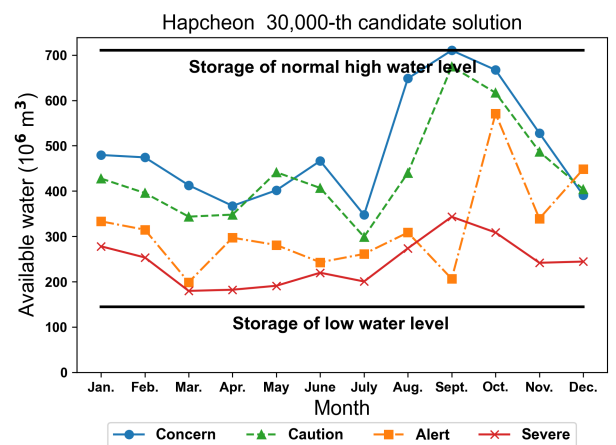 Hapcheon 30,000-th candidate solution
Available water (10⁶ m³)
700
600
500
400
300
200
100
0
Storage of normal high water level
Storage of low water level
Jan. Feb. Mar. Apr. May. June July Aug. Sept. Oct. Nov. Dec.
Month
Concern Caution Alert Severe